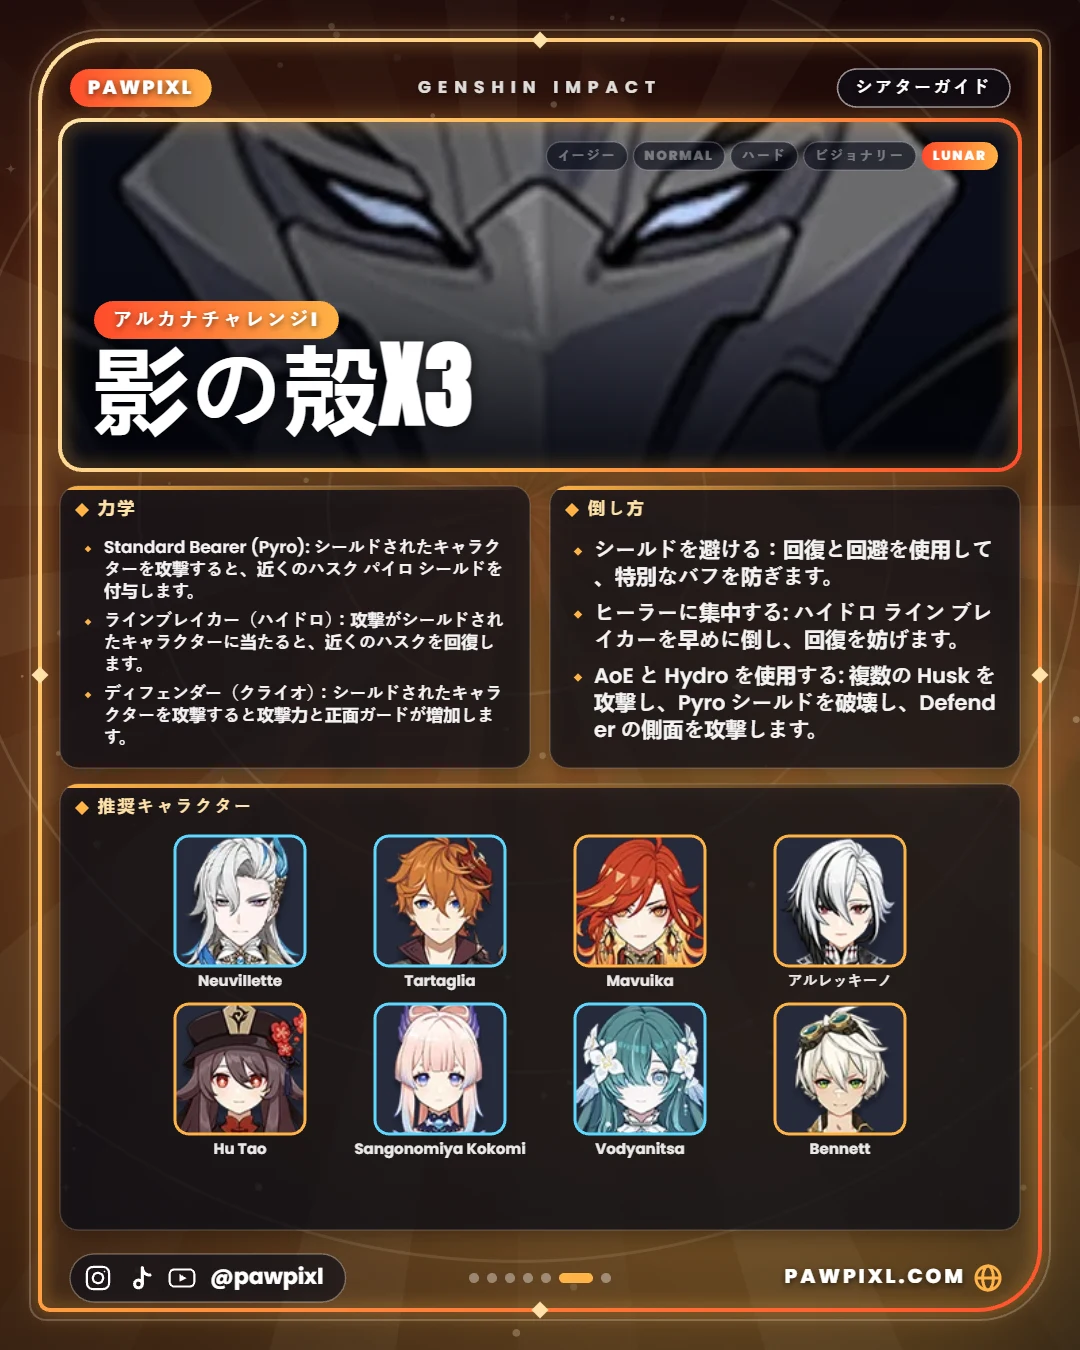 PAWPIXL
GENSHIN IMPACT
シアターガイド
イージー
NORMAL
ハード
ビジョナリー
LUNAR
アルカナチャレンジI
影の殻X3
力学
Standard Bearer (Pyro): シールドされたキャラク
ターを攻撃すると、近くのハスク パイロ シールドを
付与します。
ラインブレイカー（ハイドロ）：攻撃がシールドされ
たキャラクターに当たると、近くのハスクを回復し
ます。
ディフェンダー（クライオ）：シールドされたキャラ
クターを攻撃すると攻撃力と正面ガードが増加しま
す。
倒し方
シールドを避ける：回復と回避を使用して
、特別なバフを防ぎます。
ヒーラーに集中する: ハイドロ ライン ブレ
イカーを早めに倒し、回復を妨げます。
AoE と Hydro を使用する: 複数の Husk を
攻撃し、Pyro シールドを破壊し、Defend
er の側面を攻撃します。
推奨キャラクター
Neuvillette
Tartaglia
Mavuika
アルレッキーノ
Hu Tao
Sangonomiya Kokomi
Vodyanitsa
Bennett
@pawpixl
PAWPIXL.COM